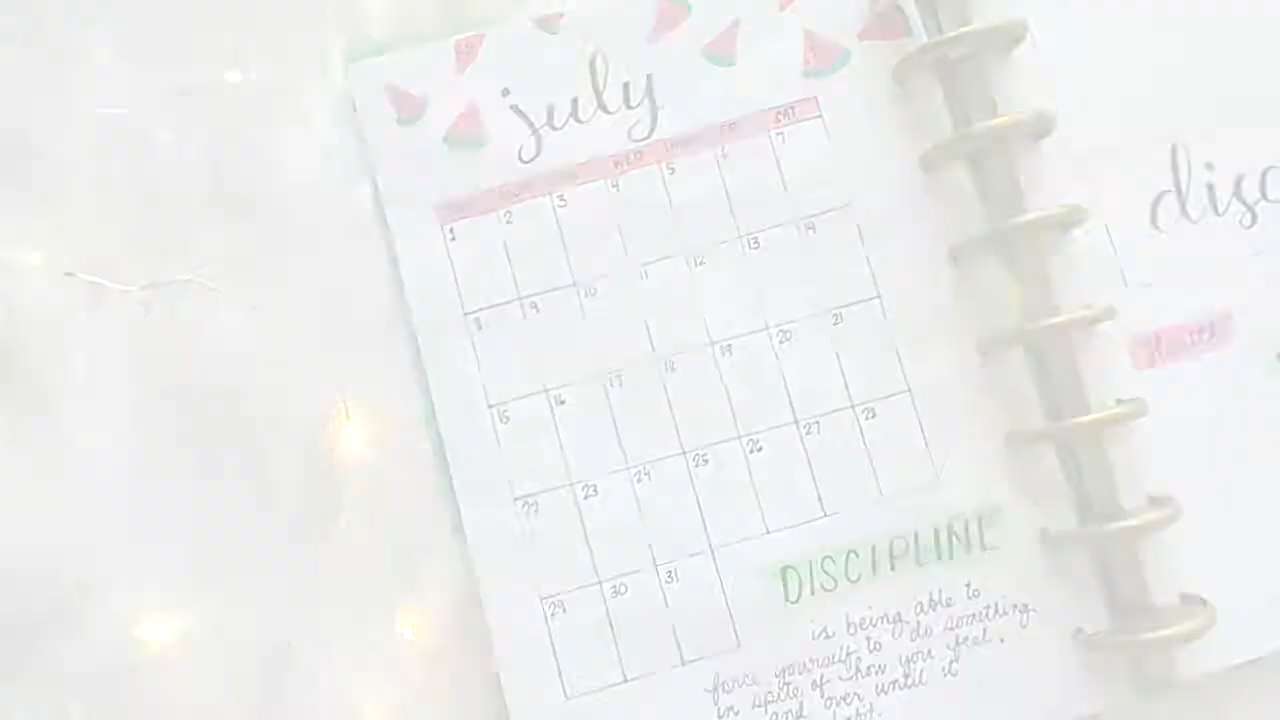 july
WED THU FRI SAT
1 2 3 4 5 6 7
8 9 10 11 12 13 14
15 16 17 18 19 20 21
22 23 24 25 26 27 28
29 30 31
DISCIPLINE
is being able to
force yourself to do something
in spite of how you feel.
and over until it
disc